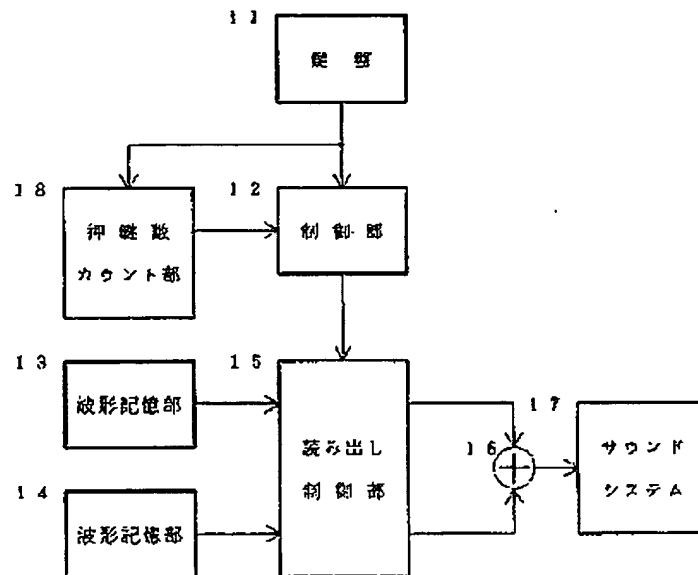 11
鍵 盤
18
押 鍵 数
カウント部
12
制 御 部
13
波形記憶部
15
読み出し
制 御 部
14
波形記憶部
16
17
サ ウ ン ド
シ ス テ ム